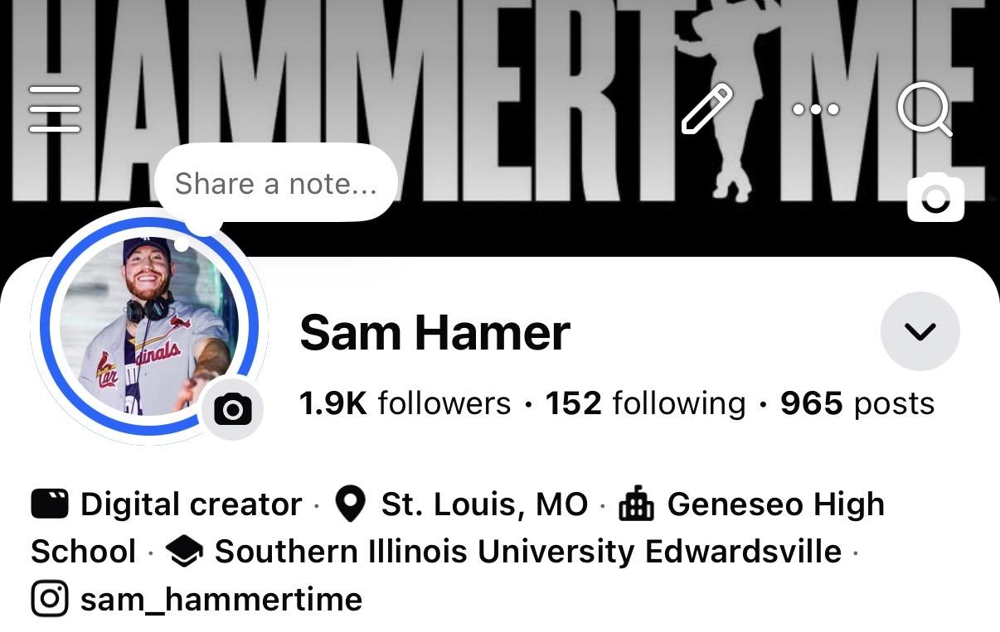 HAMMERTIME
Share a note...
Sam Hamer
1.9K followers · 152 following · 965 posts
Digital creator · St. Louis, MO · Geneseo High
School · Southern Illinois University Edwardsville ·
sam_hammertime